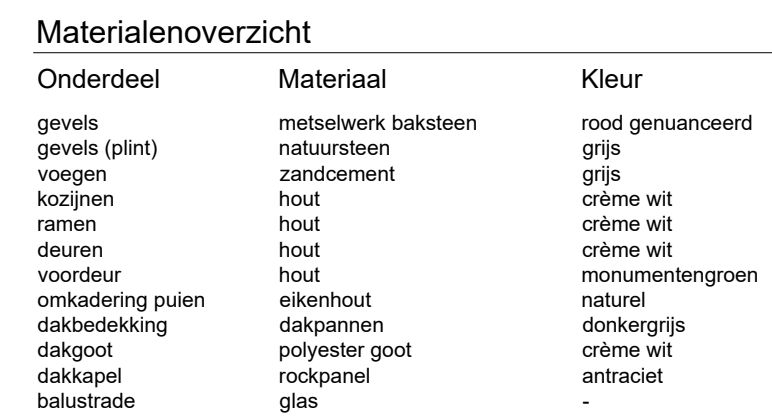 Materialenoverzicht
Onderdeel Materiaal Kleur
gevels metselwerk baksteen rood genuanceerd
gevels (plint) natuursteen grijs
voegen zandcement grijs
kozijnen hout crème wit
ramen hout crème wit
deuren hout crème wit
voordeur hout monumentengroen
omkadering puien eikenhout naturel
dakbedekking dakpannen donkergrijs
dakgoot polyester goot crème wit
dakkapel rockpanel antraciet
balustrade glas -